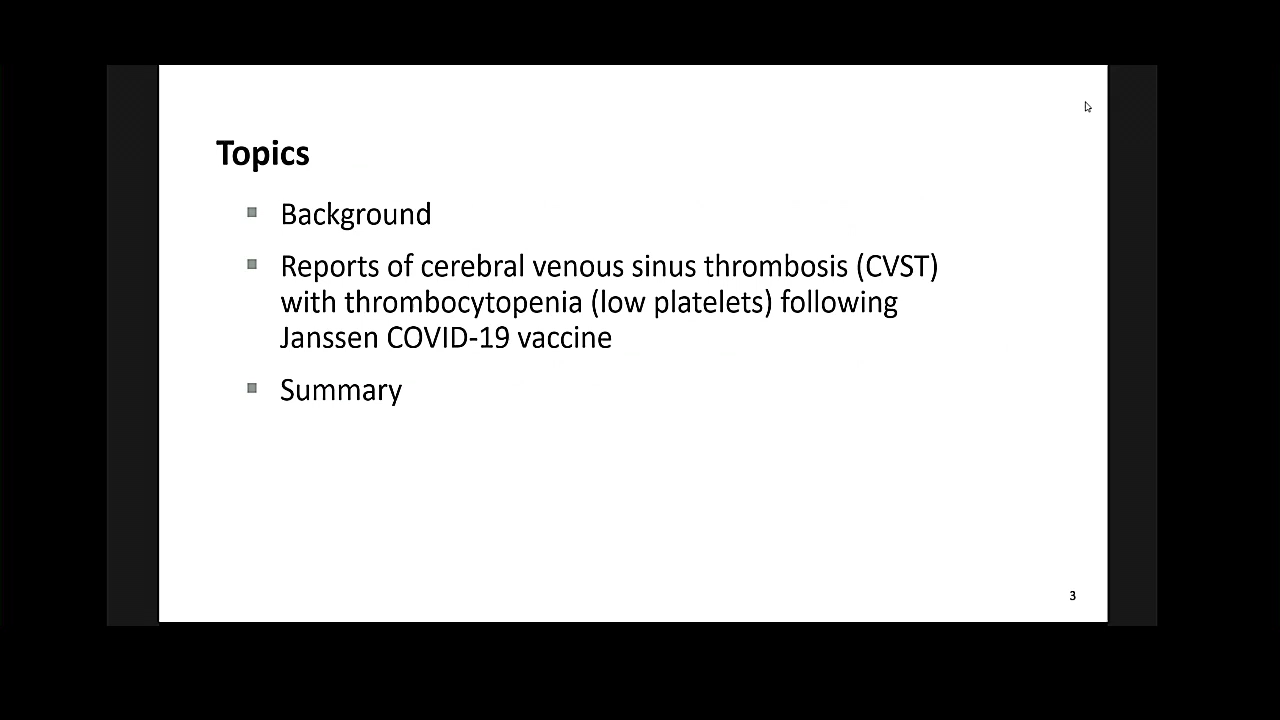 Topics
Background
Reports of cerebral venous sinus thrombosis (CVST)
with thrombocytopenia (low platelets) following
Janssen COVID-19 vaccine
Summary
3